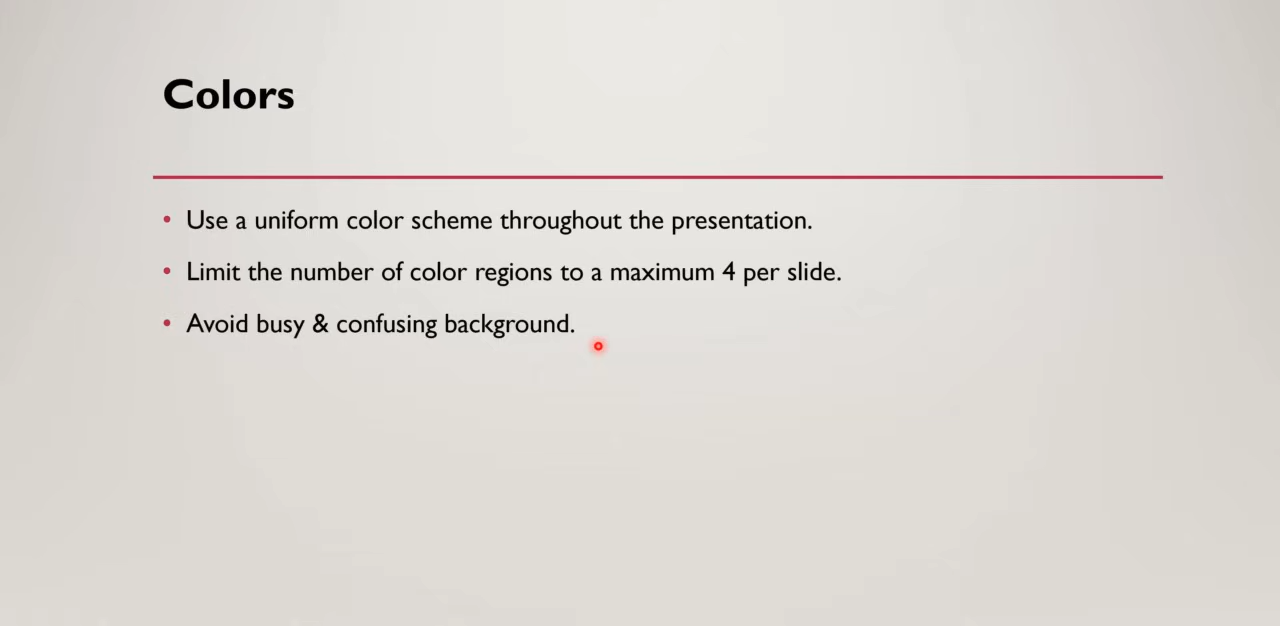 Colors
• Use a uniform color scheme throughout the presentation.
• Limit the number of color regions to a maximum 4 per slide.
• Avoid busy & confusing background.